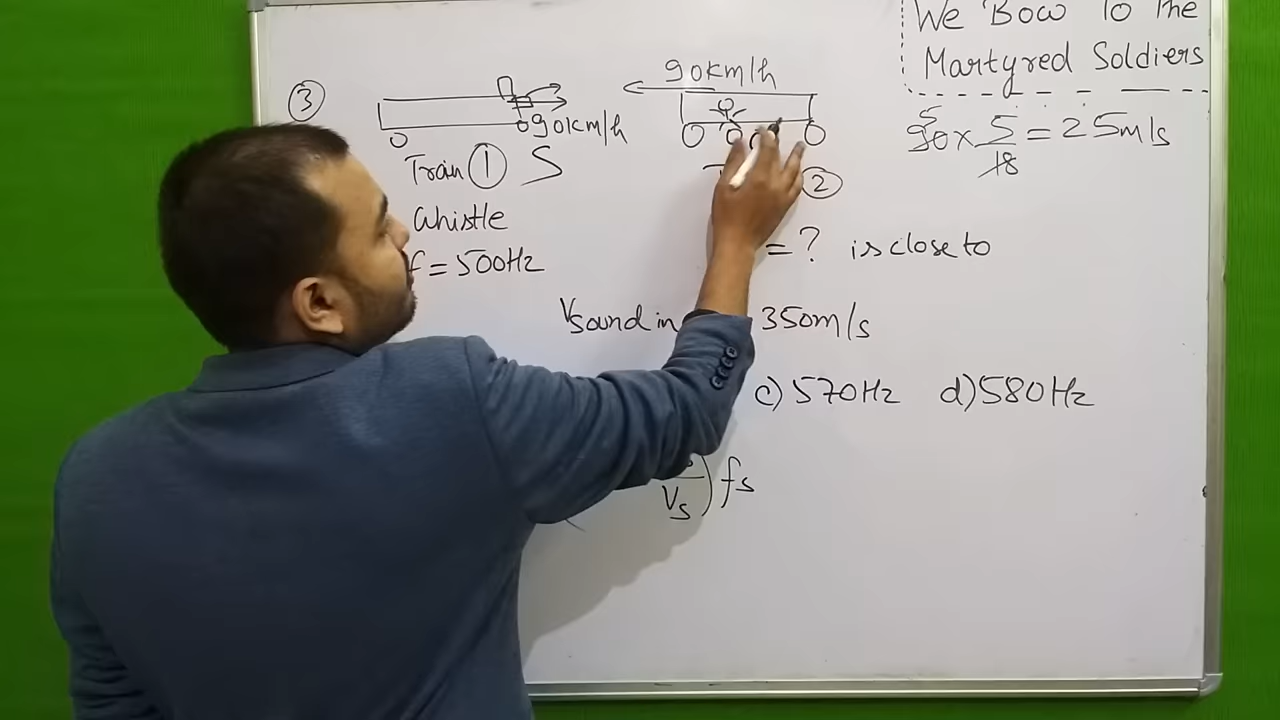 We Bow To The
Martyred Soldiers
3
90km/h
90km/h
90 x 5/18 = 25m/s
5
Train 1 S
2
Whistle
f = 500Hz
= ? is close to
Vsound in 350m/s
c) 570Hz d) 580Hz
Vs) fs